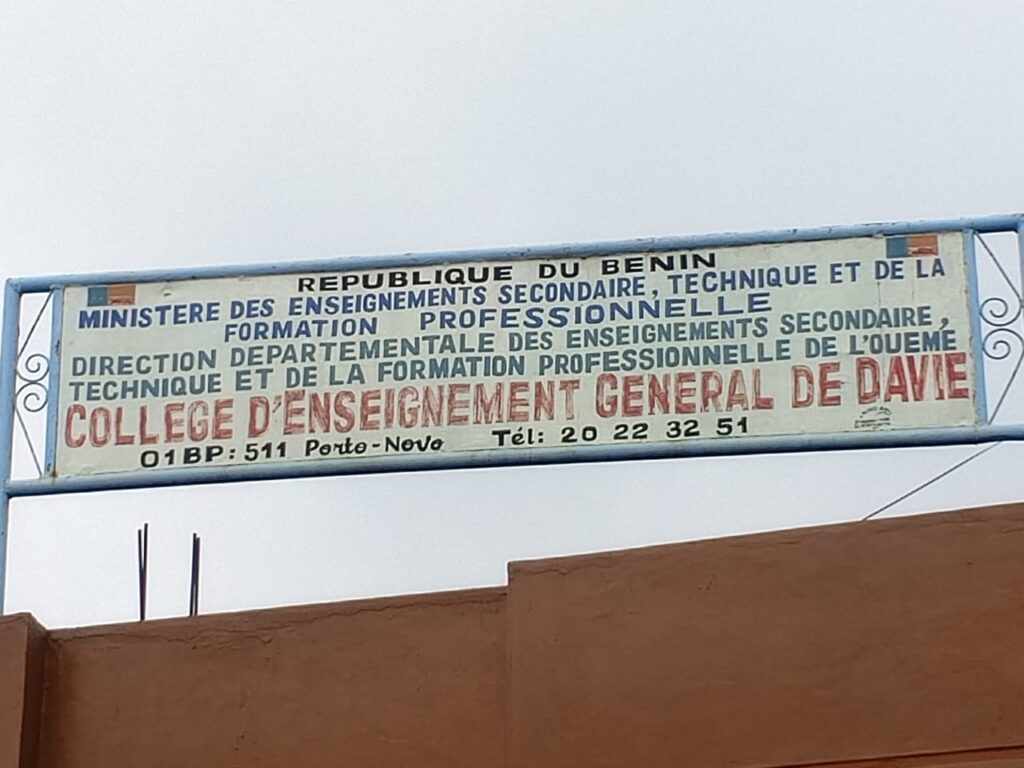 REPUBLIQUE DU BENIN
MINISTERE DES ENSEIGNEMENTS SECONDAIRE, TECHNIQUE ET DE LA
FORMATION PROFESSIONNELLE
DIRECTION DEPARTEMENTALE DES ENSEIGNEMENTS SECONDAIRE,
TECHNIQUE ET DE LA FORMATION PROFESSIONNELLE DE L'OUEMÉ
COLLEGE D'ENSEIGNEMENT GENERAL DE DAVIE
01BP: 511 Porto-Novo Tél: 20 22 32 51